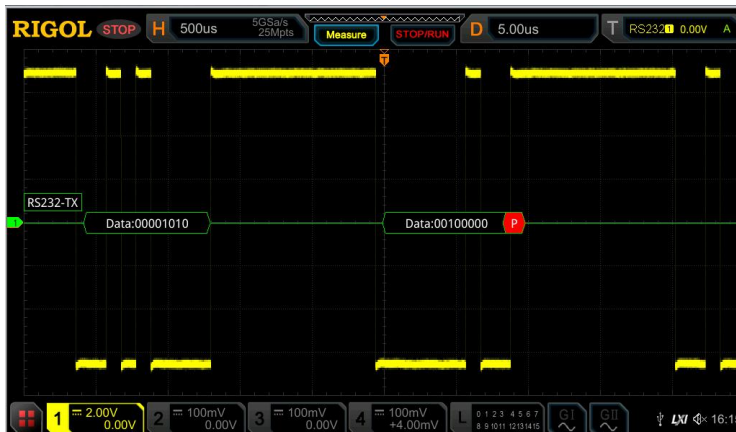 RIGOL STOP H 500us 5GSa/s 25Mpts Measure STOP/RUN D 5.00us T RS232 1 0.00V A
T
RS232-TX
1
Data:00001010 Data:00100000 P
1 2.00V 0.00V 2 100mV 0.00V 3 100mV 0.00V 4 100mV +4.00mV L 0 1 2 3 4 5 6 7 8 9 10 11 12 13 14 15 GI GII LXI 16:15